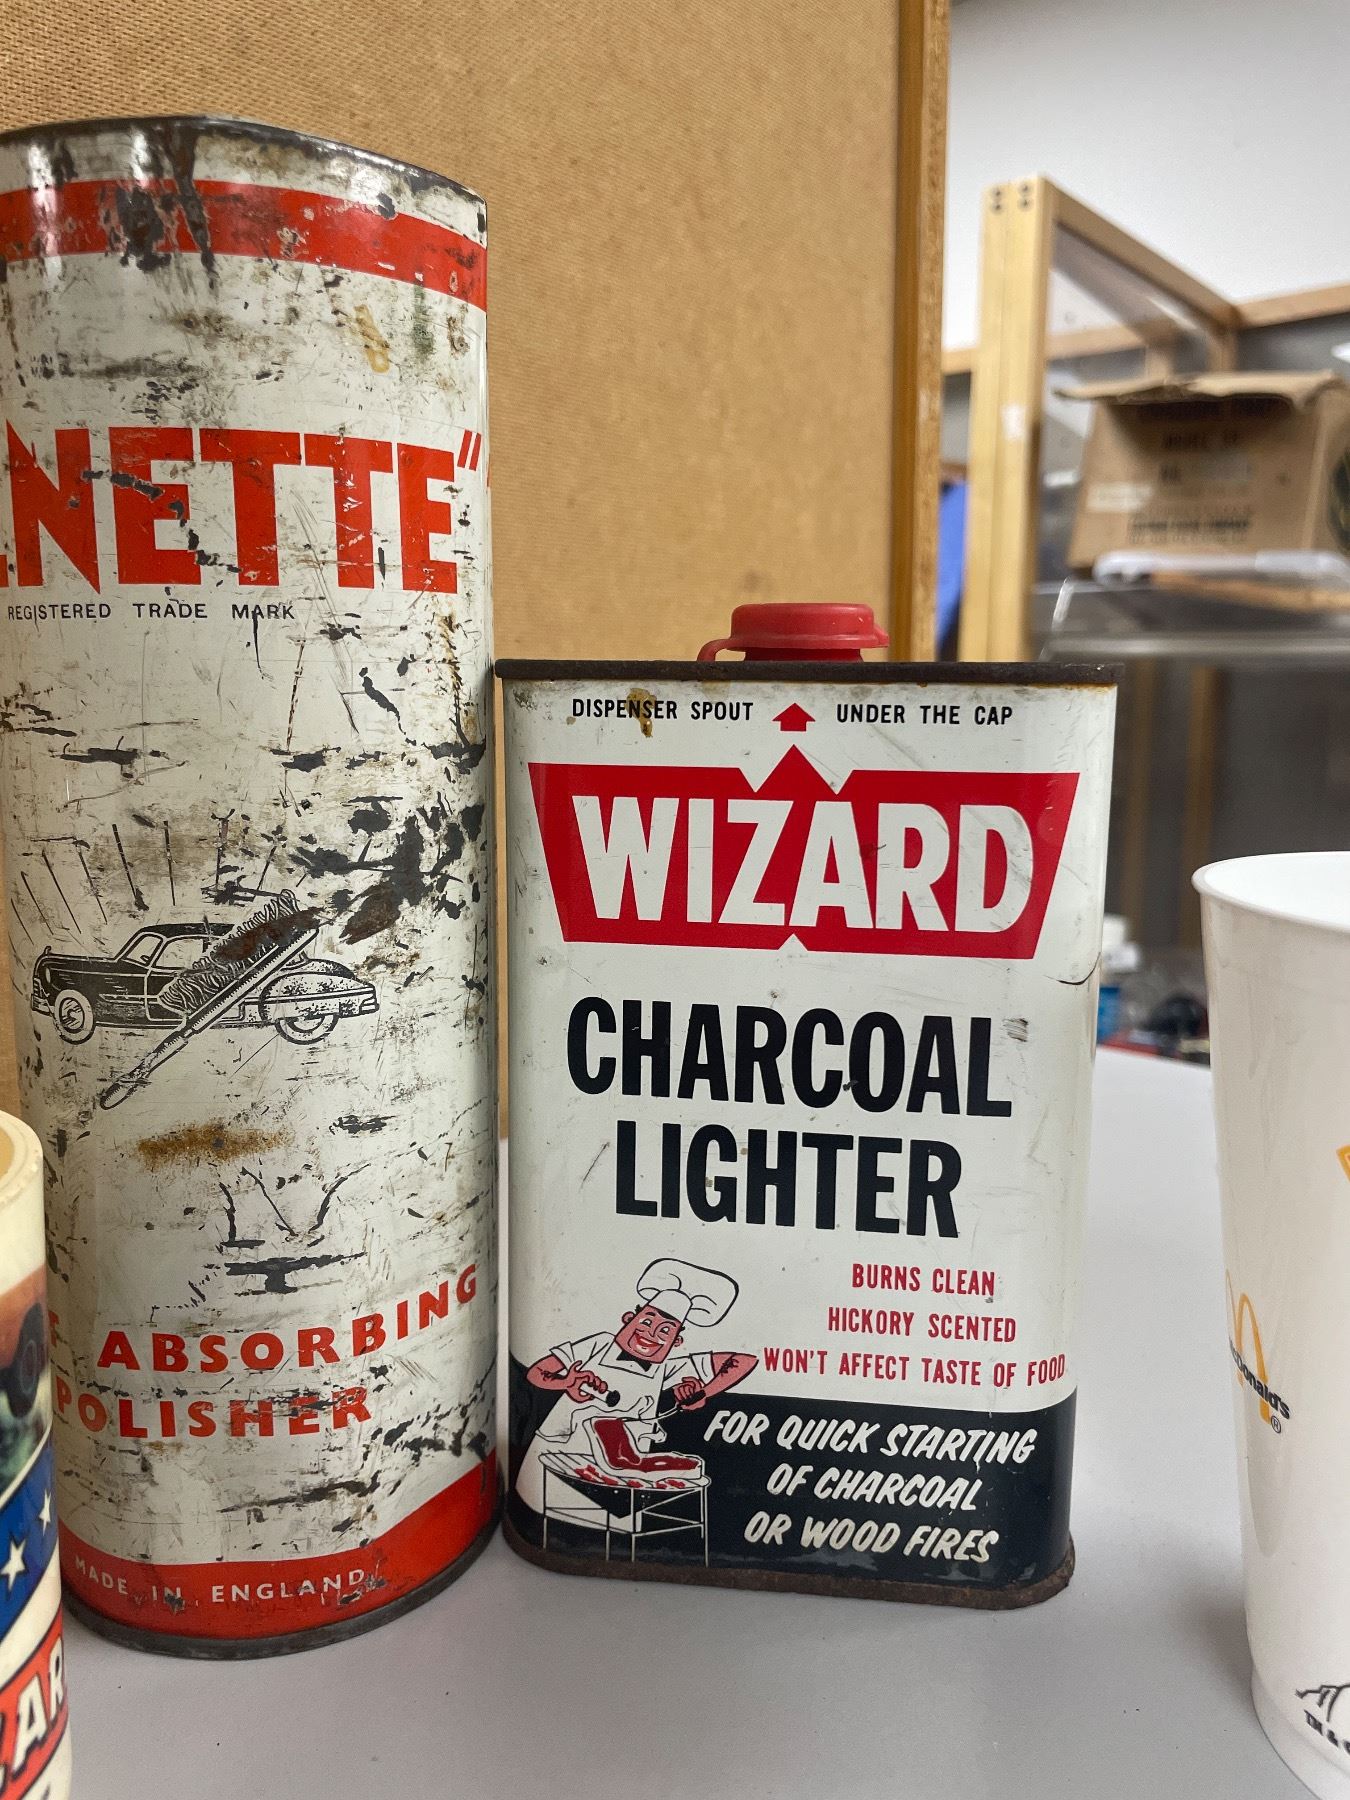 NETTE"
REGISTERED TRADE MARK
ABSORBING
POLISHER
MADE IN ENGLAND
DISPENSER SPOUT UNDER THE CAP
WIZARD
CHARCOAL
LIGHTER
BURNS CLEAN
HICKORY SCENTED
WON'T AFFECT TASTE OF FOOD
FOR QUICK STARTING
OF CHARCOAL
OR WOOD FIRES
McDonald's
®